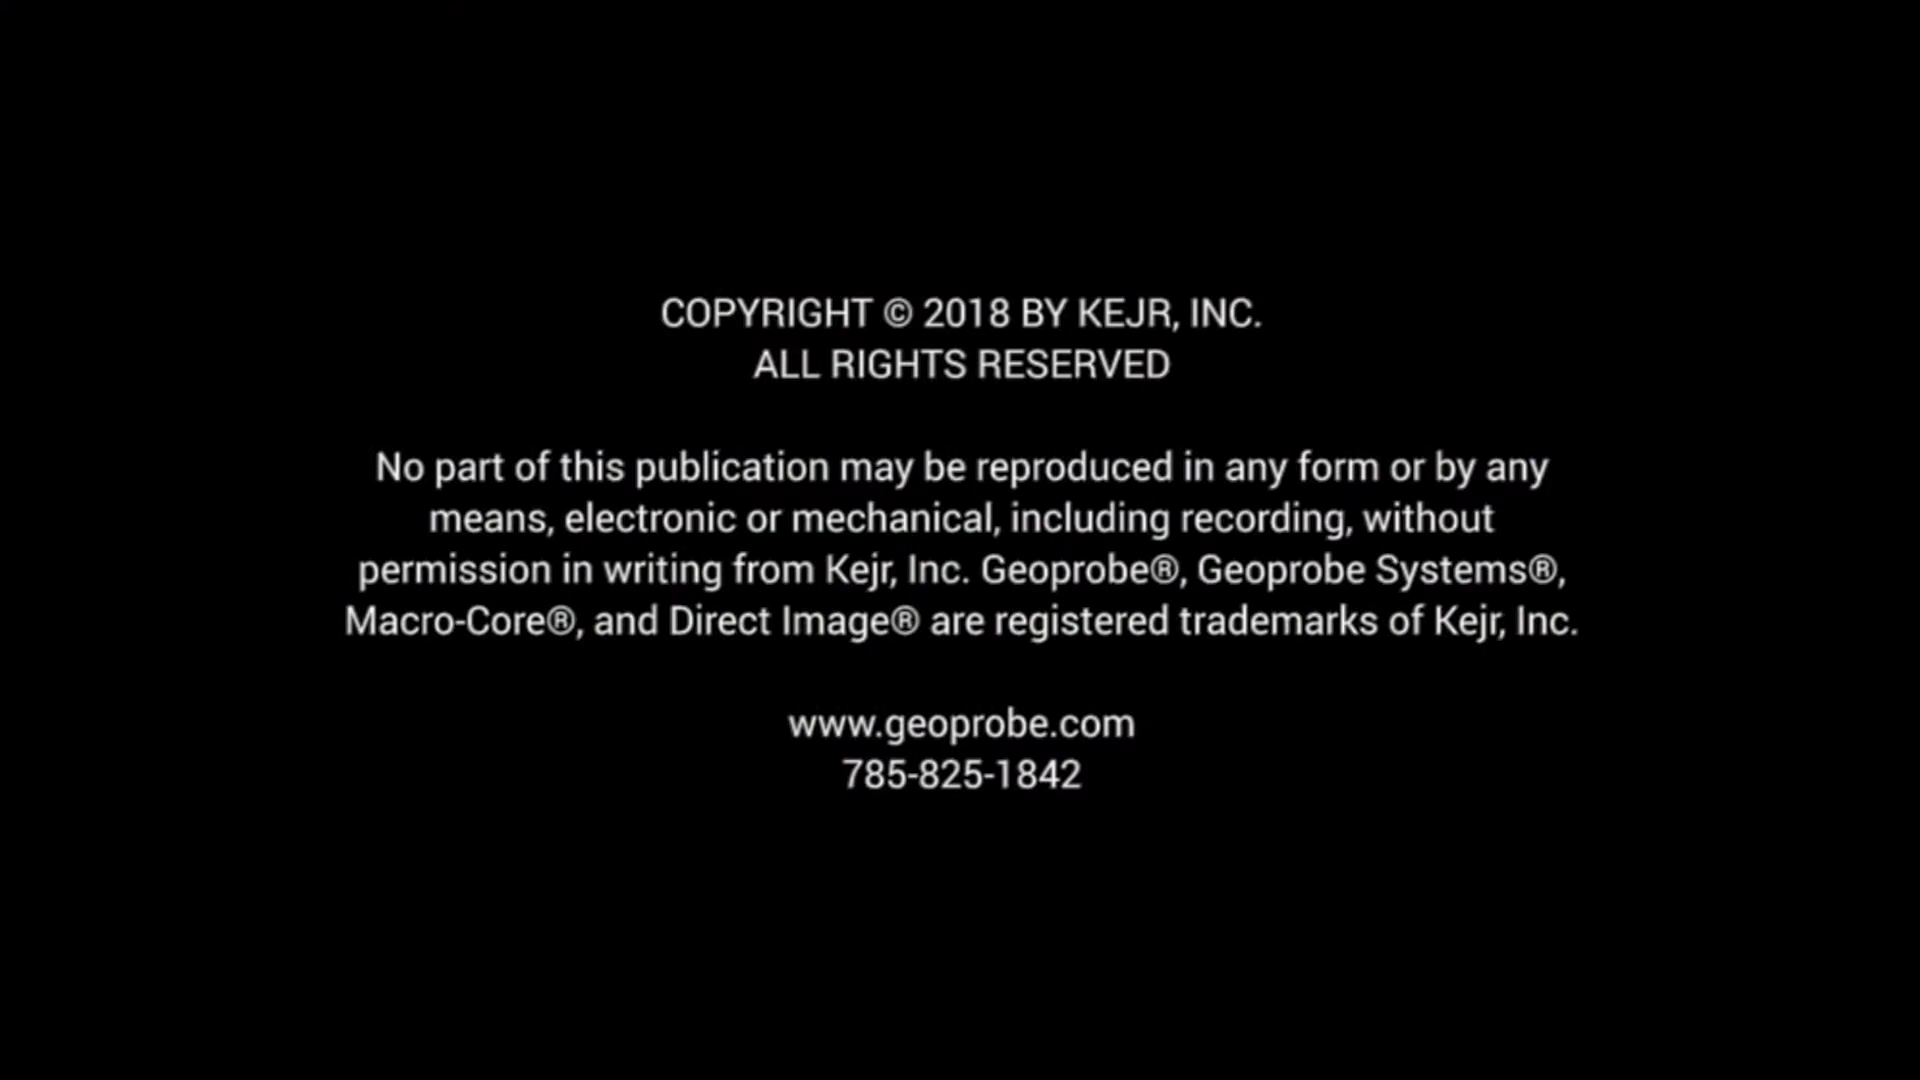 COPYRIGHT © 2018 BY KEJR, INC.
ALL RIGHTS RESERVED
No part of this publication may be reproduced in any form or by any
means, electronic or mechanical, including recording, without
permission in writing from Kejr, Inc. Geoprobe®, Geoprobe Systems®,
Macro-Core®, and Direct Image® are registered trademarks of Kejr, Inc.
www.geoprobe.com
785-825-1842